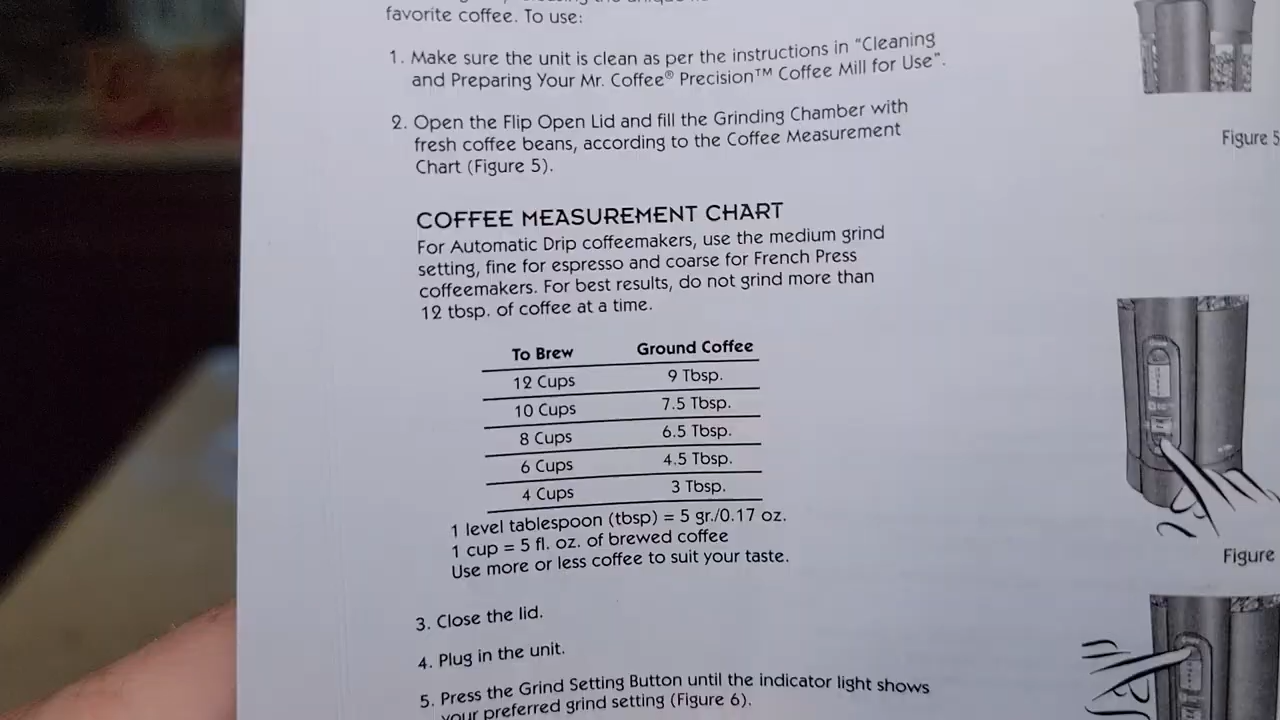 favorite coffee. To use:
1. Make sure the unit is clean as per the instructions in "Cleaning
and Preparing Your Mr. Coffee® Precision™ Coffee Mill for Use".
2. Open the Flip Open Lid and fill the Grinding Chamber with
fresh coffee beans, according to the Coffee Measurement
Chart (Figure 5).
Figure 5
COFFEE MEASUREMENT CHART
For Automatic Drip coffeemakers, use the medium grind
setting, fine for espresso and coarse for French Press
coffeemakers. For best results, do not grind more than
12 tbsp. of coffee at a time.
To Brew Ground Coffee
12 Cups 9 Tbsp.
10 Cups 7.5 Tbsp.
8 Cups 6.5 Tbsp.
6 Cups 4.5 Tbsp.
4 Cups 3 Tbsp.
1 level tablespoon (tbsp) = 5 gr./0.17 oz.
1 cup = 5 fl. oz. of brewed coffee
Use more or less coffee to suit your taste.
Figure
3. Close the lid.
4. Plug in the unit.
5. Press the Grind Setting Button until the indicator light shows
your preferred grind setting (Figure 6).